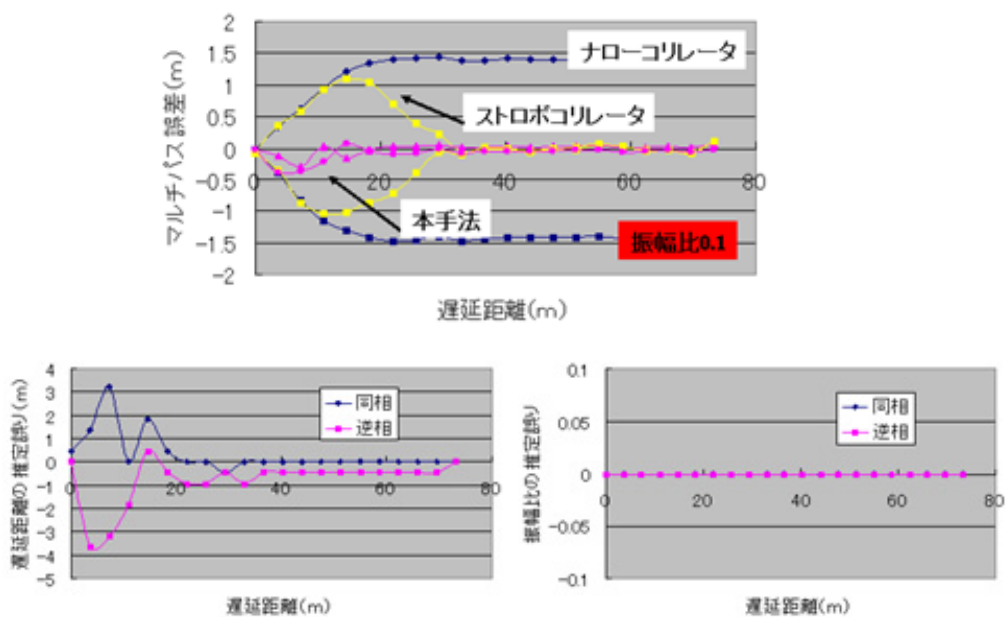 2
1.5
1
0.5
0
-0.5
-1
-1.5
-2
マルチパス誤差(m)
ナローコリレータ
ストロボコリレータ
本手法
振幅比0.1
0
20
40
60
80
遅延距離(m)
4
3
2
1
0
-1
-2
-3
-4
-5
遅延距離の推定誤り(m)
同相
逆相
0
20
40
60
80
遅延距離(m)
0.1
0.05
0
-0.05
-0.1
振幅比の推定誤り
同相
逆相
0
20
40
60
80
遅延距離(m)